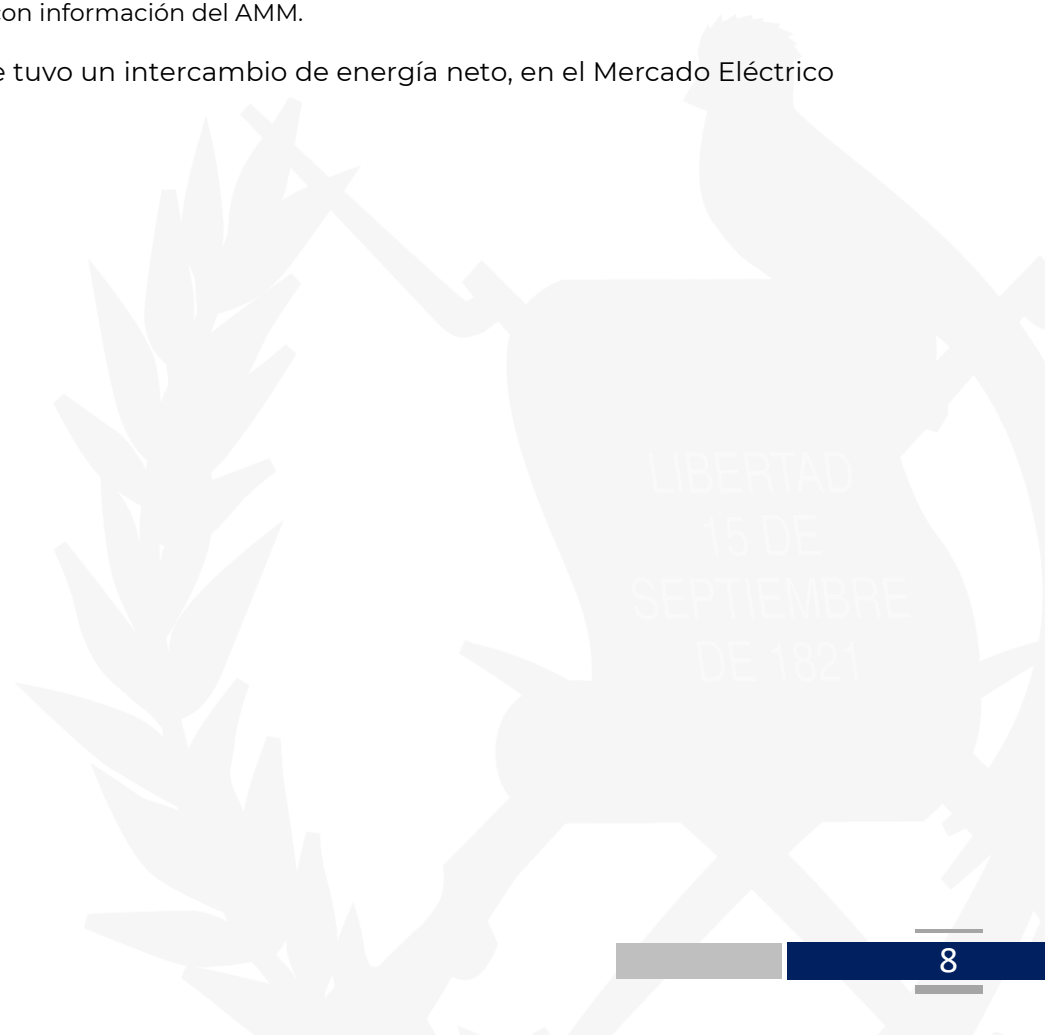 con información del AMM.
e tuvo un intercambio de energía neto, en el Mercado Eléctrico
LIBERTAD
15 DE
SEPTIEMBRE
DE 1821
8